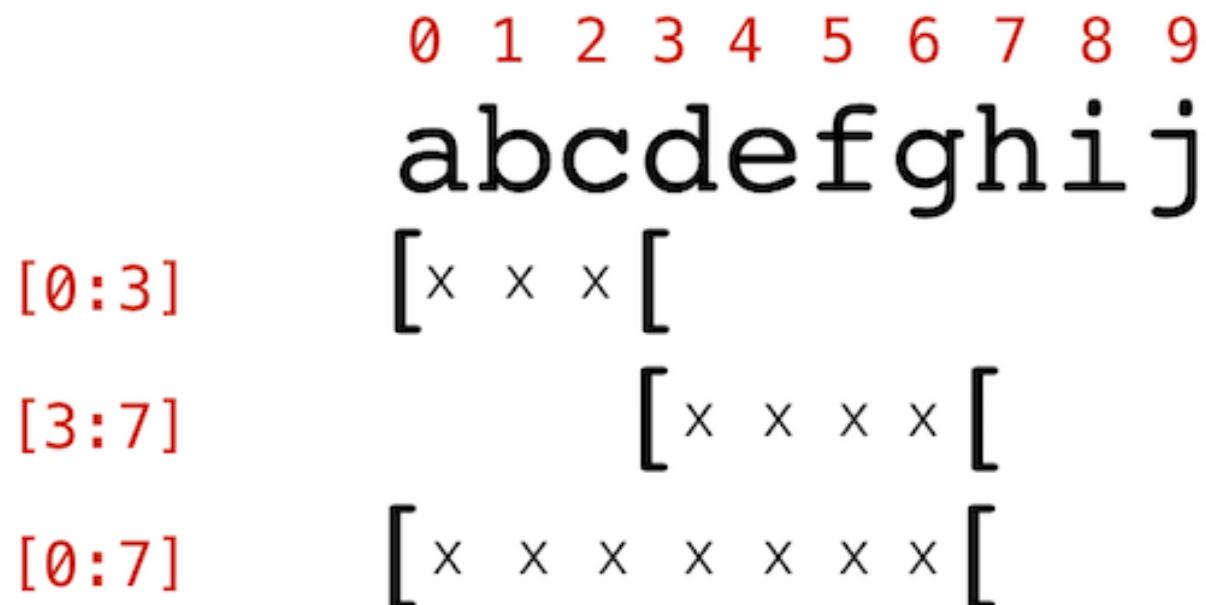 0 1 2 3 4 5 6 7 8 9
abcdefghij
[0:3] [x x x[
[3:7] [x x x x[
[0:7] [x x x x x x x[